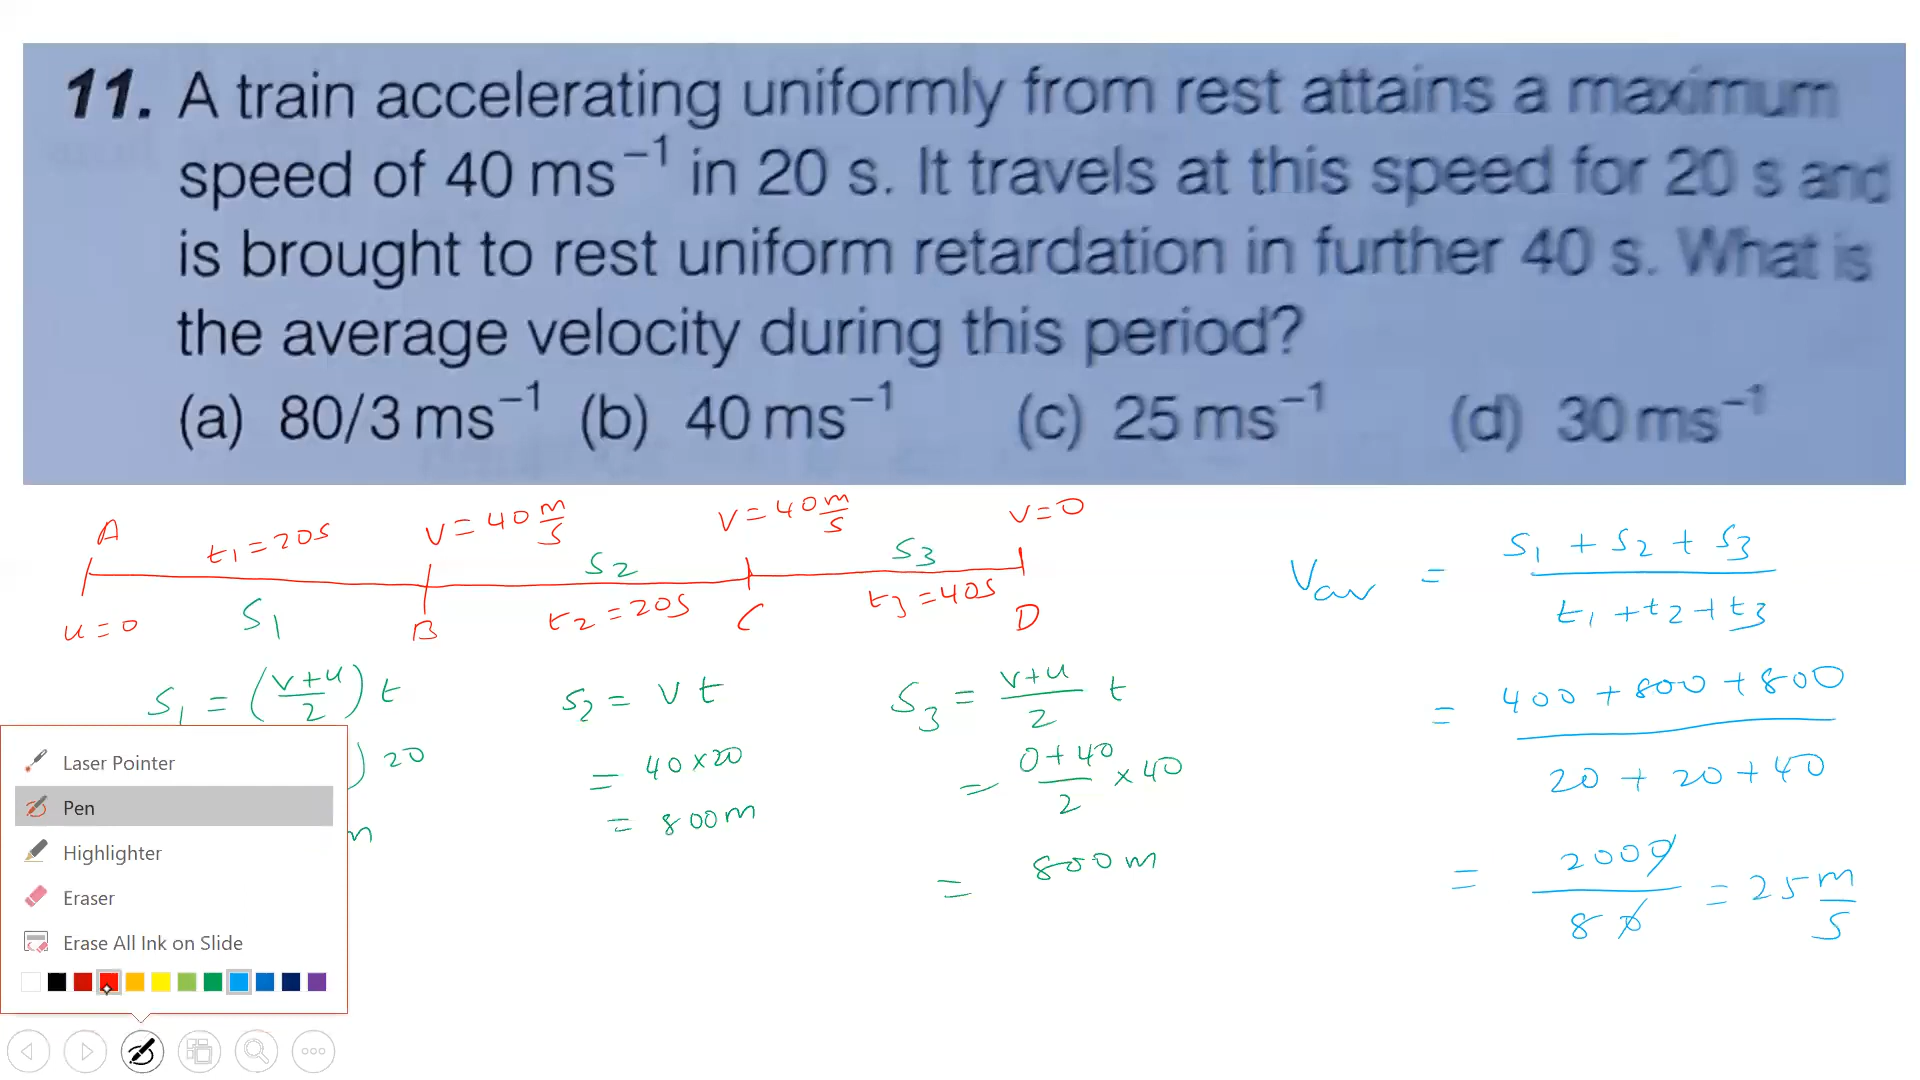 11. A train accelerating uniformly from rest attains a maximum
speed of 40 ms⁻¹ in 20 s. It travels at this speed for 20 s and
is brought to rest uniform retardation in further 40 s. What is
the average velocity during this period?
(a) 80/3 ms⁻¹ (b) 40 ms⁻¹ (c) 25 ms⁻¹ (d) 30 ms⁻¹
A t₁ = 20s v = 40 m/s v = 40 m/s v = 0
S₂ S₃
u = 0 S₁ B t₂ = 20s C t₃ = 40s D
S₁ = (v+u/2) t
) 20
m
S₂ = v t
= 40 × 20
= 800 m
S₃ = v+u/2 t
= 0+40/2 × 40
= 800 m
Vav = S₁ + S₂ + S₃ / t₁ + t₂ + t₃
= 400 + 800 + 800 / 20 + 20 + 40
= 2000 / 80 = 25 m/s
Laser Pointer
Pen
Highlighter
Eraser
Erase All Ink on Slide